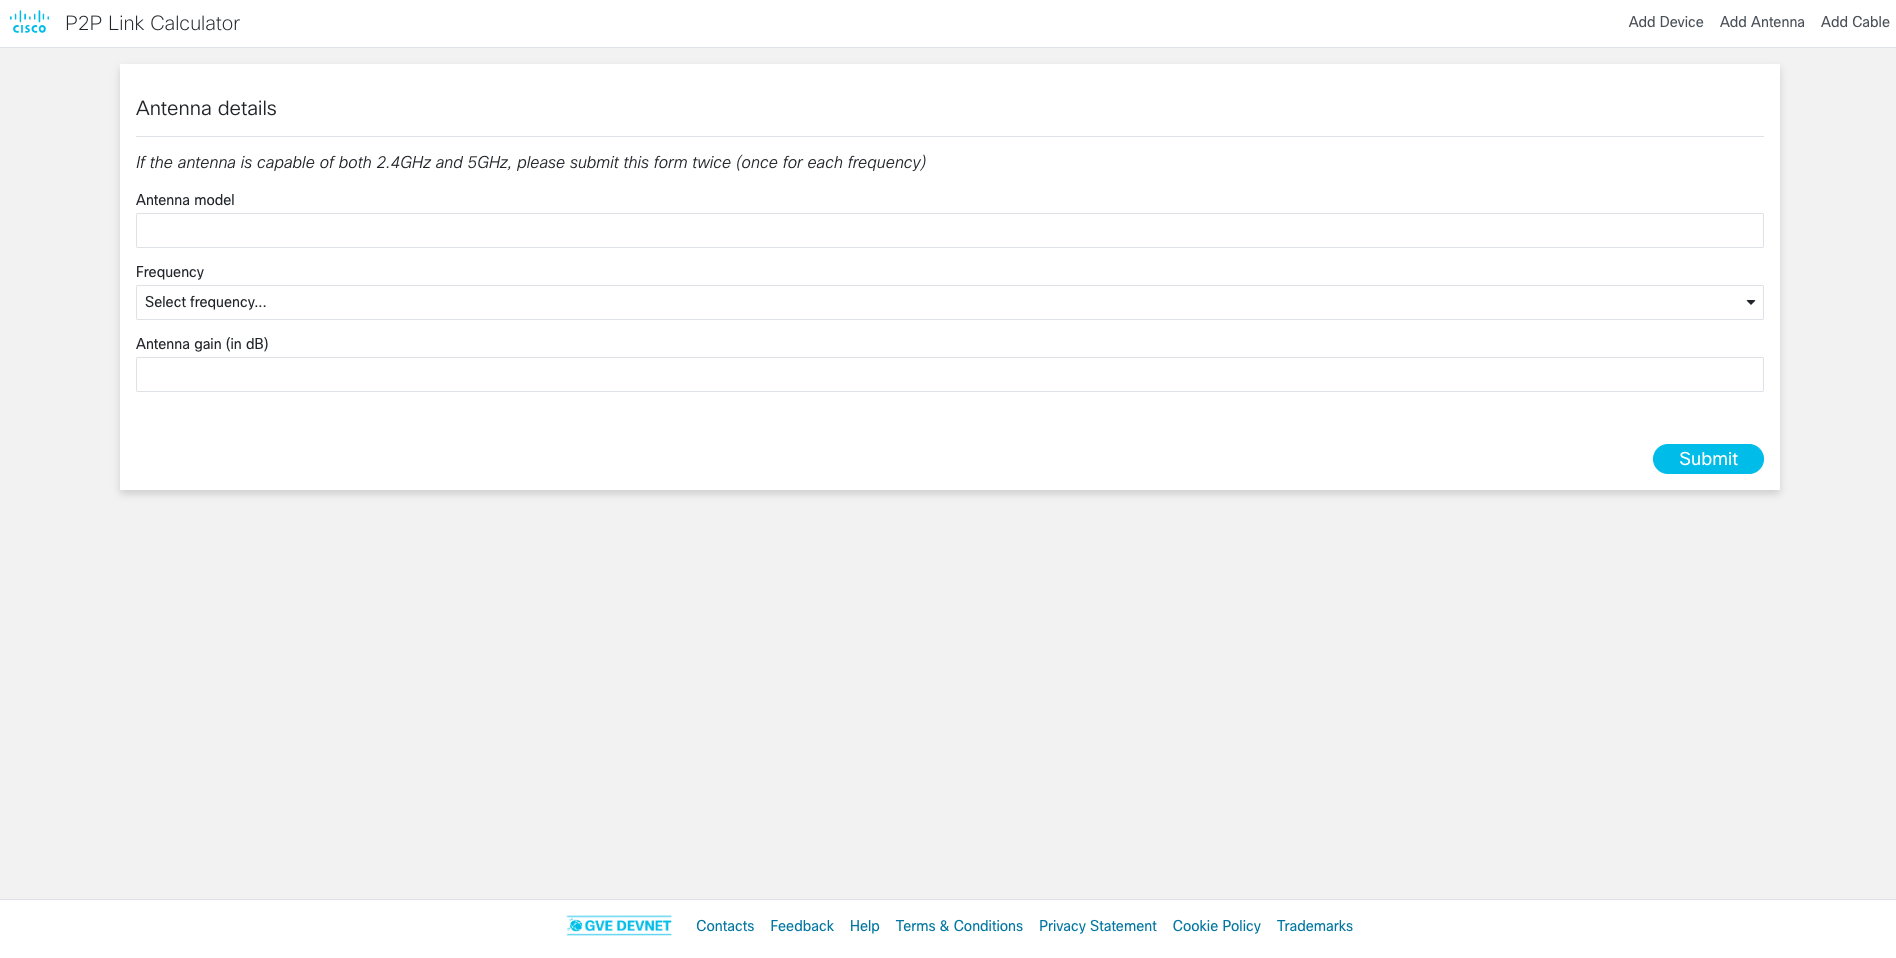 CISCO P2P Link Calculator Add Device Add Antenna Add Cable
Antenna details
If the antenna is capable of both 2.4GHz and 5GHz, please submit this form twice (once for each frequency)
Antenna model
Frequency
Select frequency...
Antenna gain (in dB)
Submit
GVE DEVNET Contacts Feedback Help Terms & Conditions Privacy Statement Cookie Policy Trademarks